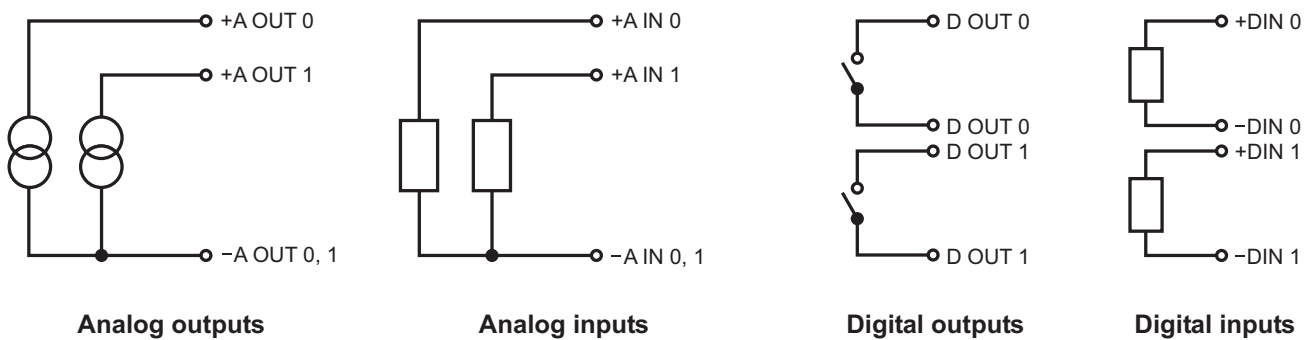 +A OUT 0
+A OUT 1
−A OUT 0, 1
Analog outputs
+A IN 0
+A IN 1
−A IN 0, 1
Analog inputs
D OUT 0
D OUT 0
D OUT 1
D OUT 1
Digital outputs
+DIN 0
−DIN 0
+DIN 1
−DIN 1
Digital inputs